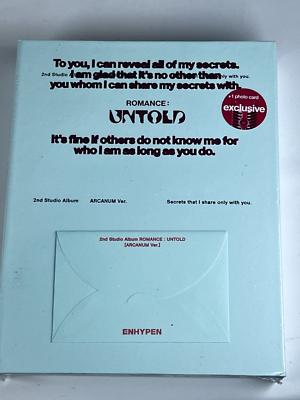 To you, I can reveal all of my secrets.
2nd Studio
I am glad that it's no other than
only with you.
you whom I can share my secrets with.
+1 photo card
exclusive
ROMANCE :
UNTOLD
It's fine if others do not know me for
who I am as long as you do.
2nd Studio Album ARCANUM Ver. Secrets that I share only with you.
2nd Studio Album ROMANCE : UNTOLD
[ARCANUM Ver.]
ENHYPEN